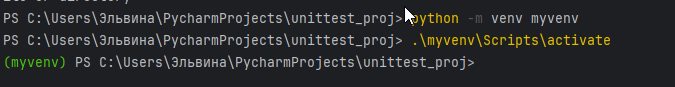 PS C:\Users\Эльвина\PycharmProjects\unittest_proj> python -m venv myvenv
PS C:\Users\Эльвина\PycharmProjects\unittest_proj> .\myvenv\Scripts\activate
(myvenv) PS C:\Users\Эльвина\PycharmProjects\unittest_proj>